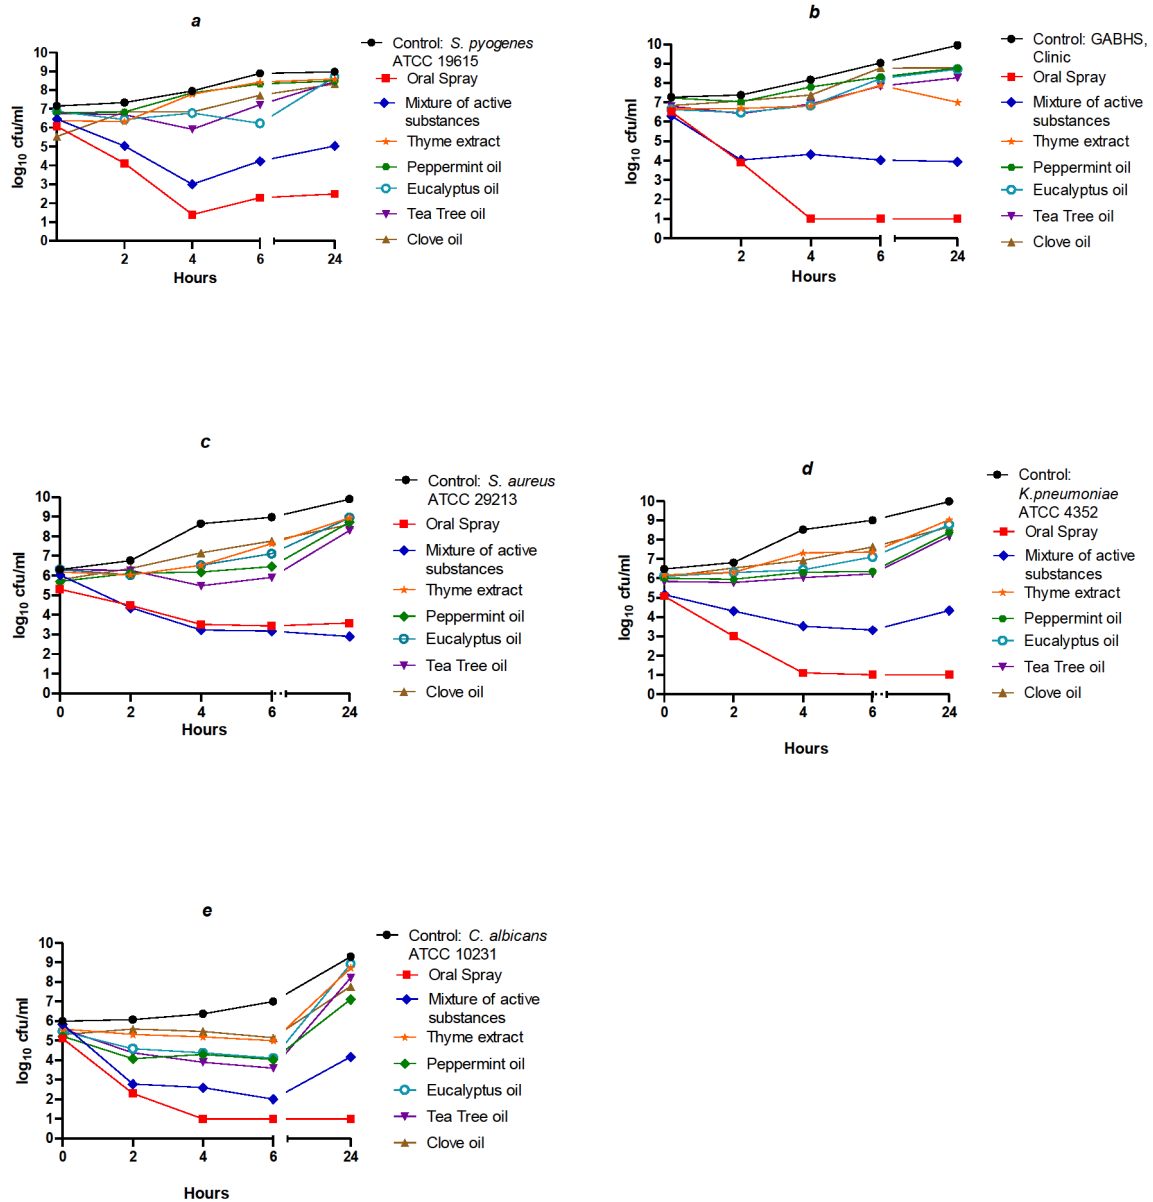 a
10
9
8
7
6
5
4
3
2
1
0
log10 cfu/ml
2
4
6
24
Hours
Control: S. pyogenes
ATCC 19615
Oral Spray
Mixture of active
substances
Thyme extract
Peppermint oil
Eucalyptus oil
Tea Tree oil
Clove oil
b
10
9
8
7
6
5
4
3
2
1
0
log10 cfu/ml
2
4
6
24
Hours
Control: GABHS,
Clinic
Oral Spray
Mixture of active
substances
Thyme extract
Peppermint oil
Eucalyptus oil
Tea Tree oil
Clove oil
c
10
9
8
7
6
5
4
3
2
1
0
log10 cfu/ml
0
2
4
6
24
Hours
Control: S. aureus
ATCC 29213
Oral Spray
Mixture of active
substances
Thyme extract
Peppermint oil
Eucalyptus oil
Tea Tree oil
Clove oil
d
10
9
8
7
6
5
4
3
2
1
0
log10 cfu/ml
0
2
4
6
24
Hours
Control:
K.pneumoniae
ATCC 4352
Oral Spray
Mixture of active
substances
Thyme extract
Peppermint oil
Eucalyptus oil
Tea Tree oil
Clove oil
e
10
9
8
7
6
5
4
3
2
1
0
log10 cfu/ml
0
2
4
6
24
Hours
Control: C. albicans
ATCC 10231
Oral Spray
Mixture of active
substances
Thyme extract
Peppermint oil
Eucalyptus oil
Tea Tree oil
Clove oil